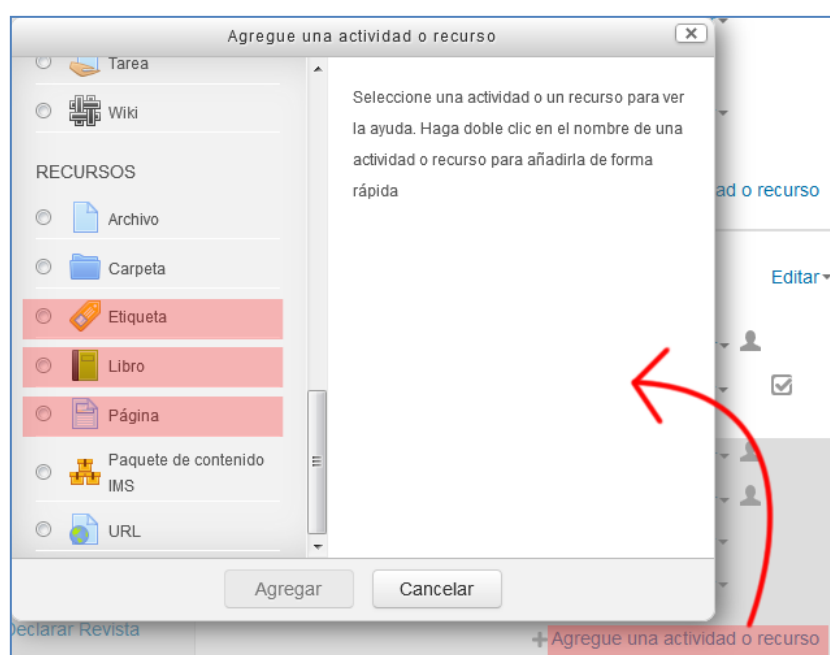 Agregue una actividad o recurso
Tarea
Wiki
RECURSOS
Archivo
Carpeta
Etiqueta
Libro
Página
Paquete de contenido
IMS
URL
Seleccione una actividad o un recurso para ver
la ayuda. Haga doble clic en el nombre de una
actividad o recurso para añadirla de forma
rápida
Agregar
Cancelar
ad o recurso
Editar
Declarar Revista
Agregue una actividad o recurso